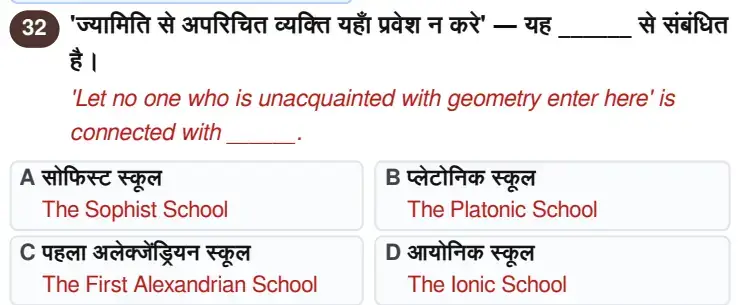 32 'ज्यामिति से अपरिचित व्यक्ति यहाँ प्रवेश न करे' — यह ______ से संबंधित
है।
'Let no one who is unacquainted with geometry enter here' is
connected with ______.
A सोफिस्ट स्कूल
The Sophist School
B प्लेटोनिक स्कूल
The Platonic School
C पहला अलेक्जेंड्रियन स्कूल
The First Alexandrian School
D आयोनिक स्कूल
The Ionic School